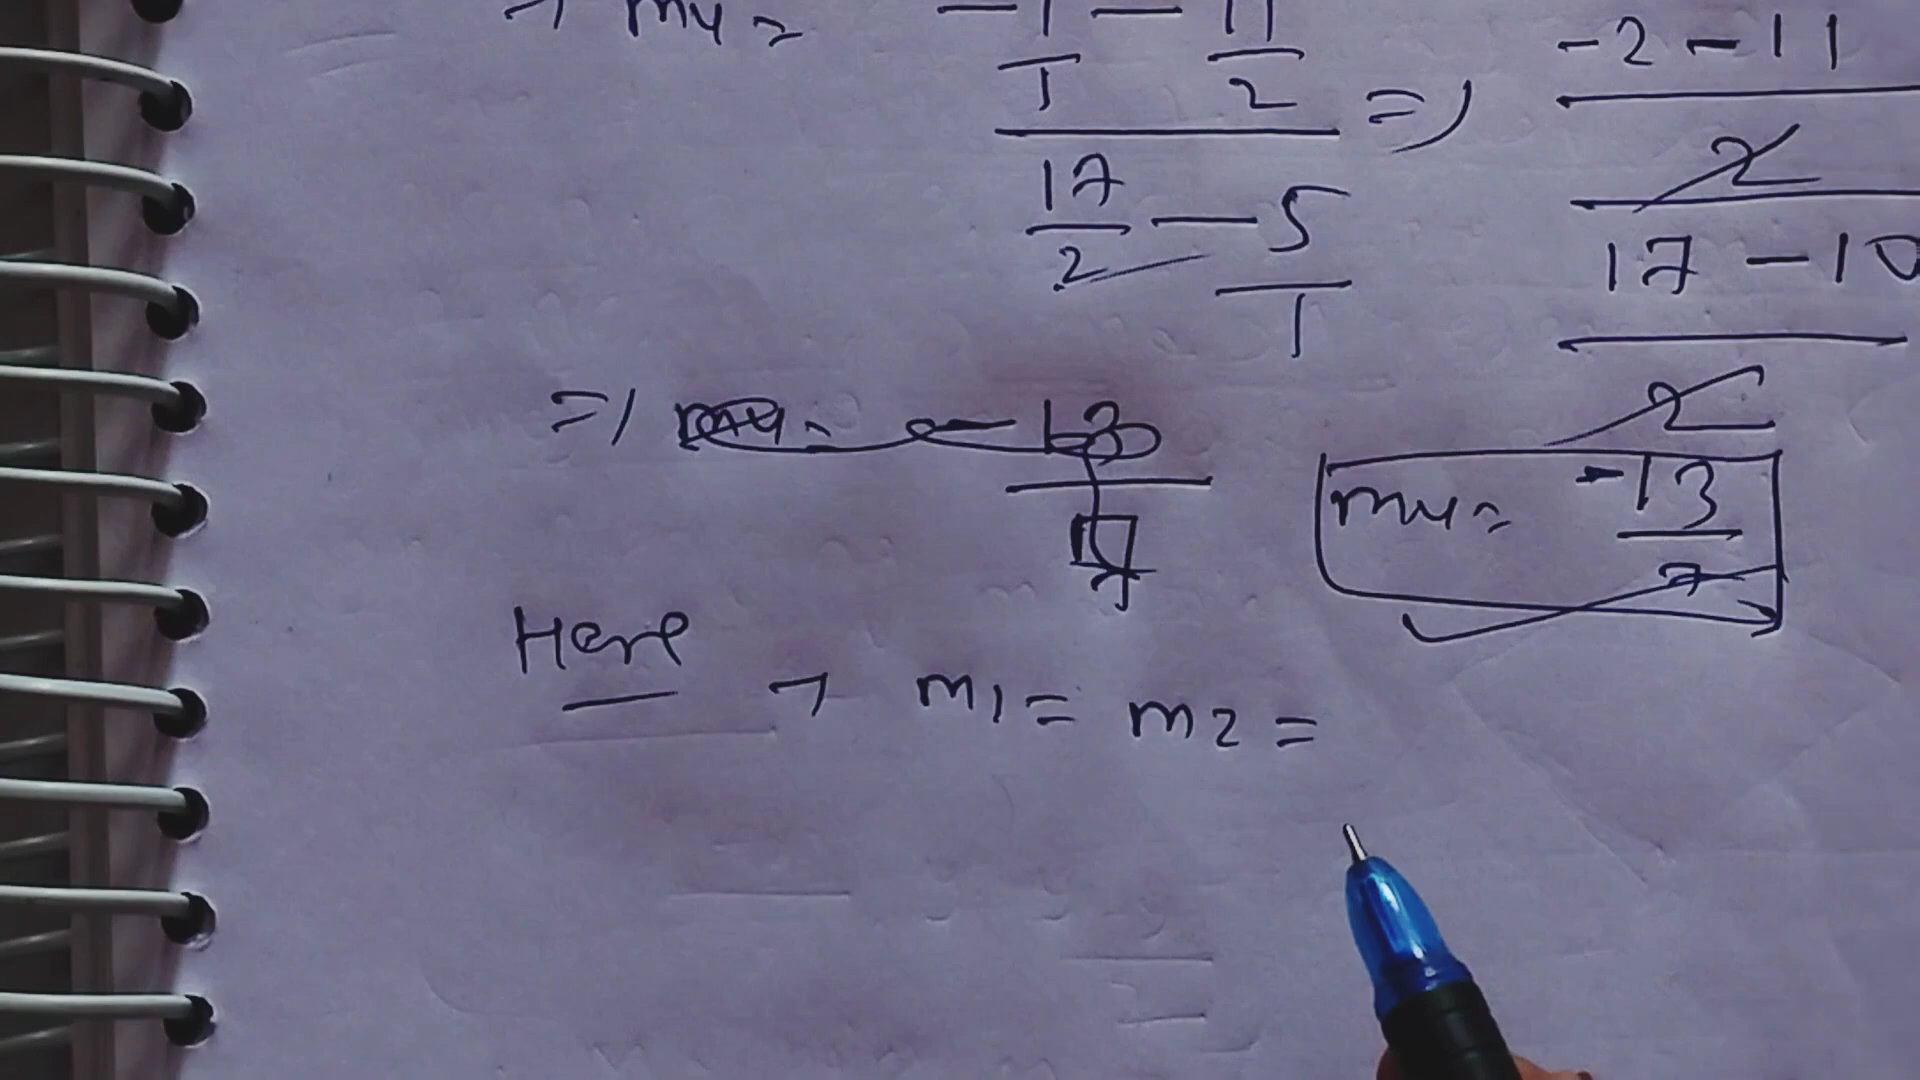 → m4 = (-1/1 - 11/2) / (17/2 - 5/1) => ((-2 - 11)/2) / ((17 - 10)/2)
=> m4 = -13/7
m4 = -13/7
Here → m1 = m2 =